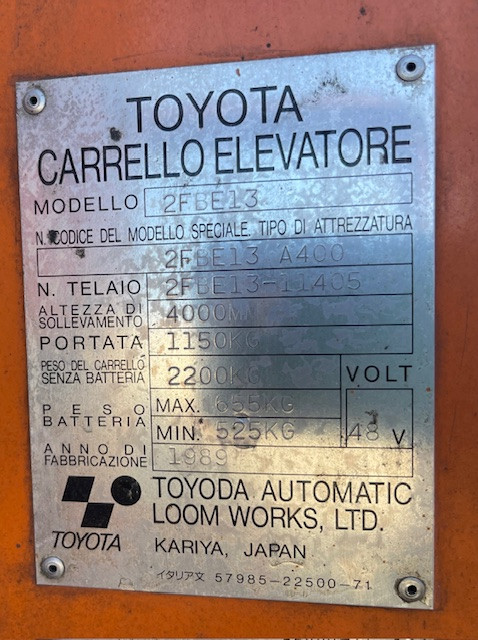 TOYOTA
CARRELLO ELEVATORE
MODELLO 2FBE13
N. CODICE DEL MODELLO SPECIALE. TIPO DI ATTREZZATURA
2FBE13 A400
N. TELAIO 2FBE13-11405
ALTEZZA DI SOLLEVAMENTO 4000MM
PORTATA 1150KG
PESO DEL CARRELLO SENZA BATTERIA 2200KG VOLT
PESO BATTERIA MAX. 655KG
MIN. 525KG 48 V
ANNO DI FABBRICAZIONE 1989
TOYODA AUTOMATIC
LOOM WORKS, LTD.
TOYOTA KARIYA, JAPAN
イタリア文 57985-22500-71